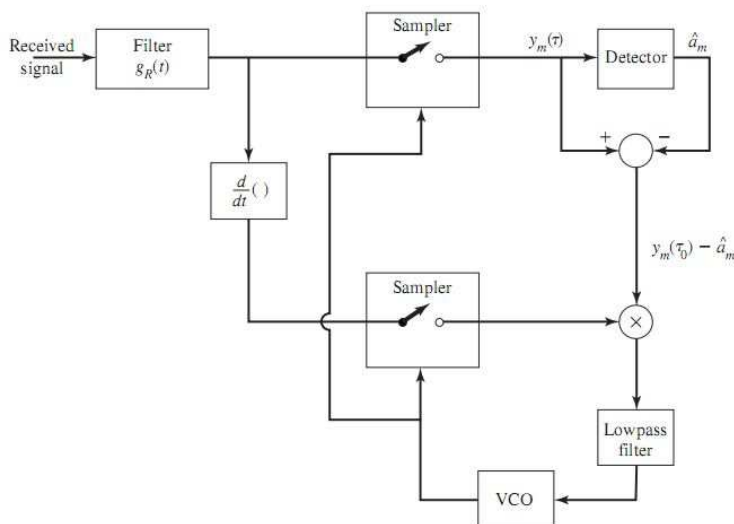 Received
signal
Filter
g_R(t)
Sampler
y_m(τ)
Detector
â_m
+
−
d/dt ( )
y_m(τ_0) − â_m
Sampler
×
Lowpass
filter
VCO